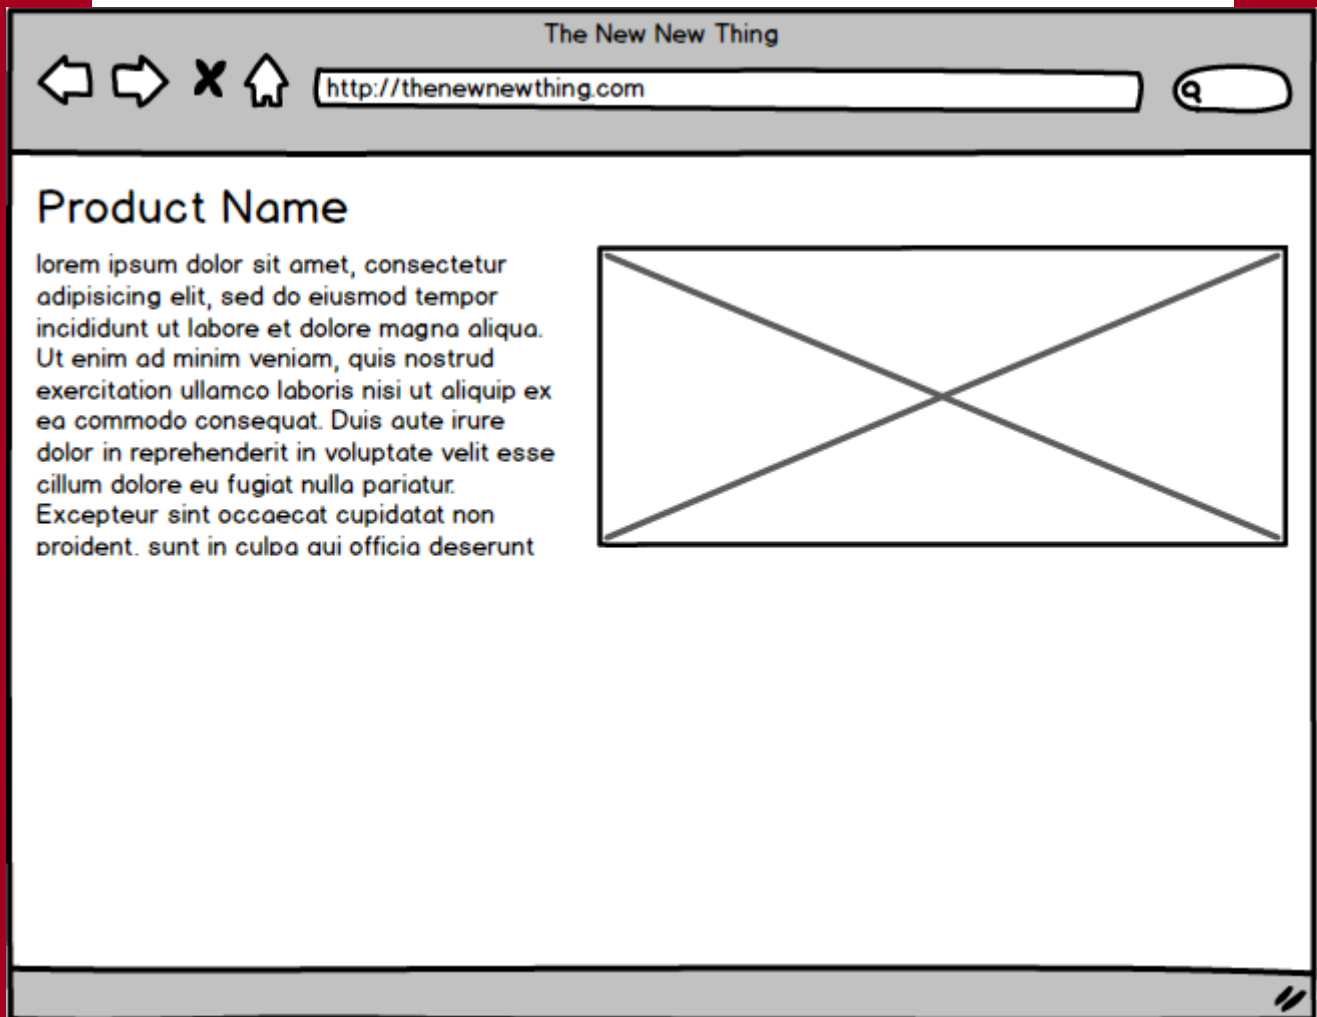 The New New Thing
http://thenewnewthing.com
Product Name
lorem ipsum dolor sit amet, consectetur
adipisicing elit, sed do eiusmod tempor
incididunt ut labore et dolore magna aliqua.
Ut enim ad minim veniam, quis nostrud
exercitation ullamco laboris nisi ut aliquip ex
ea commodo consequat. Duis aute irure
dolor in reprehenderit in voluptate velit esse
cillum dolore eu fugiat nulla pariatur.
Excepteur sint occaecat cupidatat non
proident, sunt in culpa qui officia deserunt